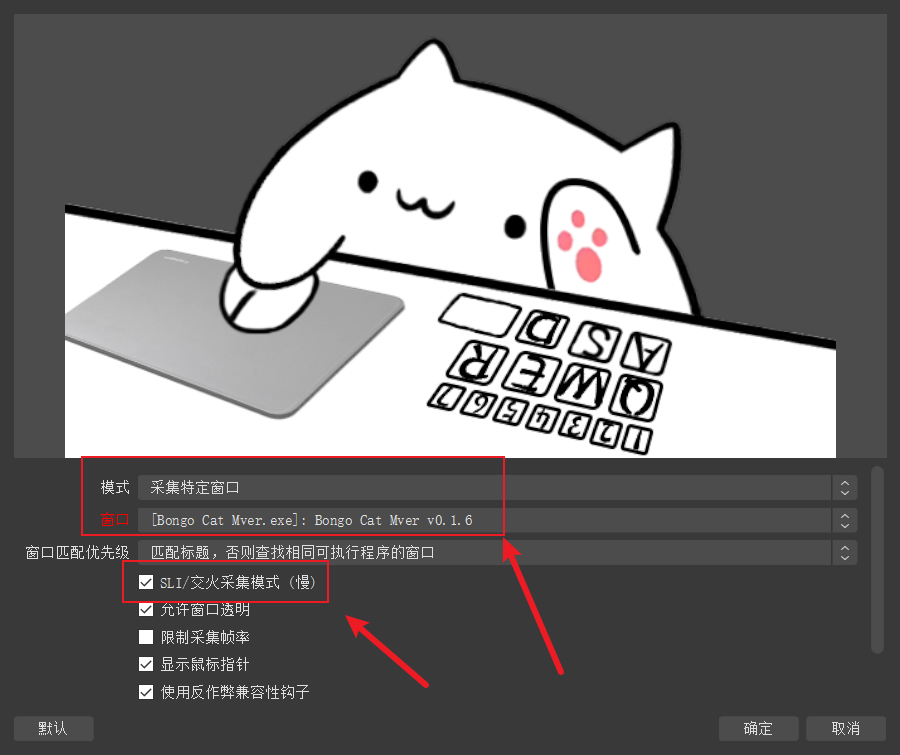 D S A
R E W Q
7 6 5 4 3 2 1
模式 采集特定窗口
窗口 [Bongo Cat Mver.exe]: Bongo Cat Mver v0.1.6
窗口匹配优先级 匹配标题，否则查找相同可执行程序的窗口
SLI/交火采集模式 (慢)
允许窗口透明
限制采集帧率
显示鼠标指针
使用反作弊兼容性钩子
默认 确定 取消